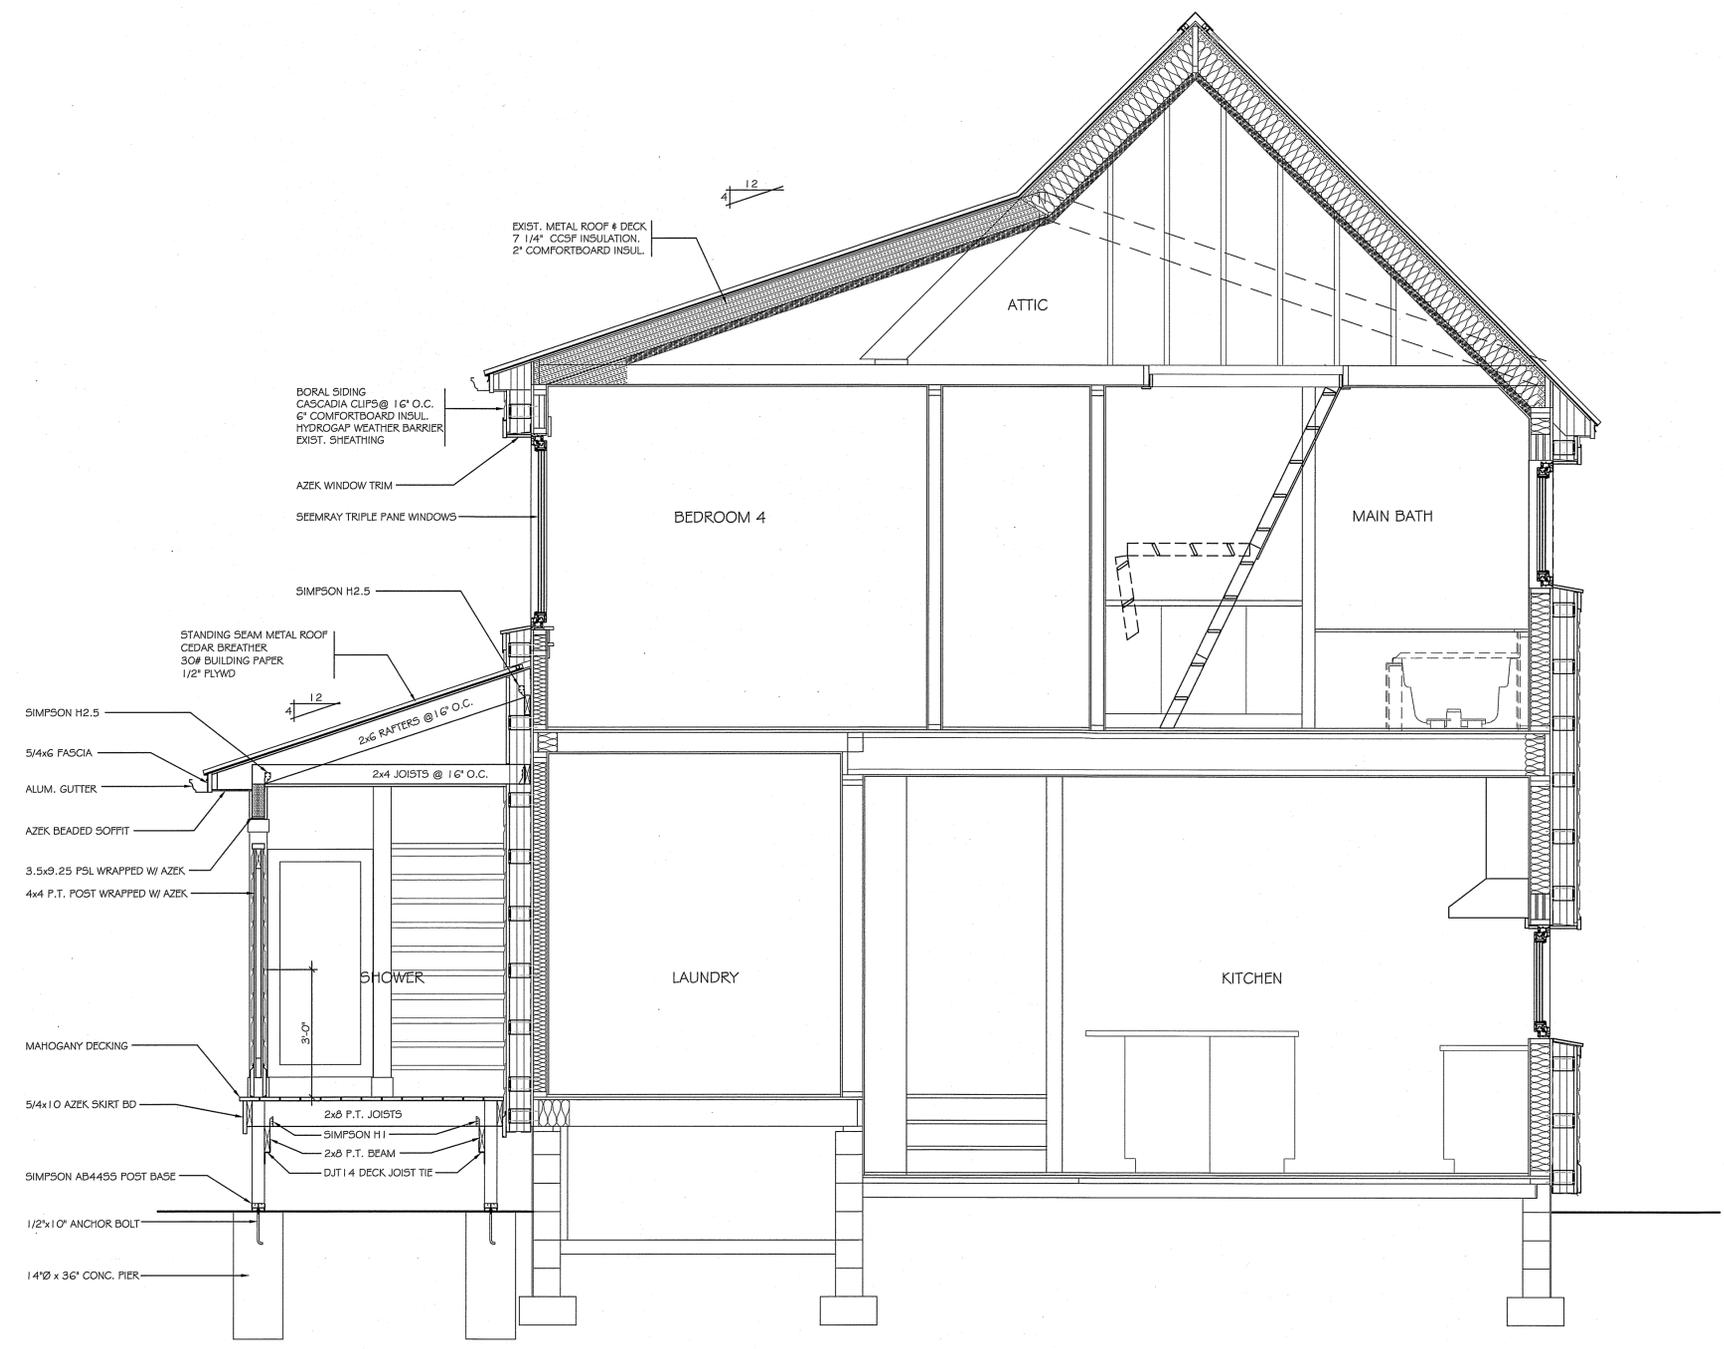 12
4
EXIST. METAL ROOF & DECK
7 1/4" CCSF INSULATION.
2" COMFORTBOARD INSUL.
ATTIC
BORAL SIDING
CASCADIA CLIPS@ 16" O.C.
6" COMFORTBOARD INSUL.
HYDROGAP WEATHER BARRIER
EXIST. SHEATHING
AZEK WINDOW TRIM
SEEMRAY TRIPLE PANE WINDOWS
BEDROOM 4
MAIN BATH
SIMPSON H2.5
STANDING SEAM METAL ROOF
CEDAR BREATHER
30# BUILDING PAPER
1/2" PLYWD
12
4
SIMPSON H2.5
2x6 RAFTERS @16" O.C.
5/4x6 FASCIA
2x4 JOISTS @ 16" O.C.
ALUM. GUTTER
AZEK BEADED SOFFIT
3.5x9.25 PSL WRAPPED W/ AZEK
4x4 P.T. POST WRAPPED W/ AZEK
SHOWER
LAUNDRY
KITCHEN
3'-0"
MAHOGANY DECKING
5/4x10 AZEK SKIRT BD
2x8 P.T. JOISTS
SIMPSON H1
2x8 P.T. BEAM
DJT14 DECK JOIST TIE
SIMPSON AB44SS POST BASE
1/2"x10" ANCHOR BOLT
14"Ø x 36" CONC. PIER